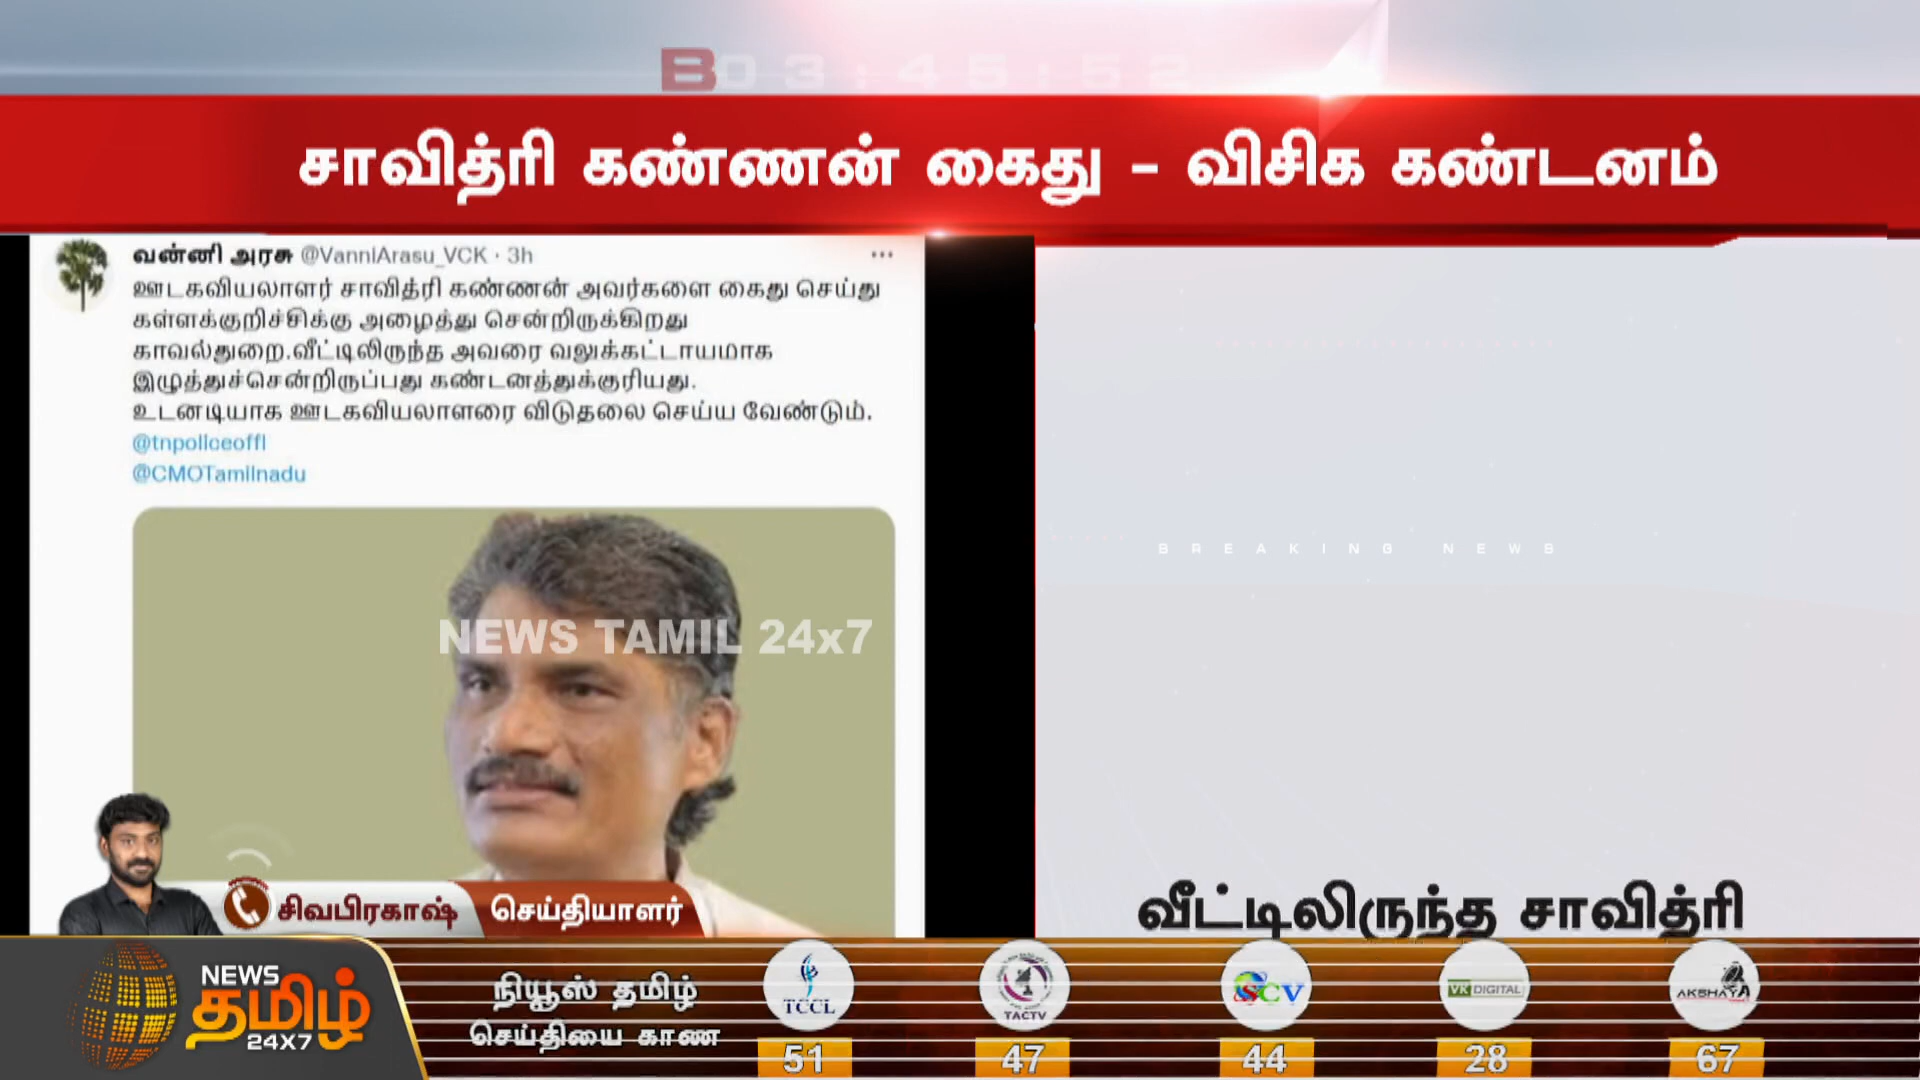 B03:45:52
சாவித்ரி கண்ணன் கைது - விசிக கண்டனம்
வன்னி அரசு @VanniArasu_VCK · 3h
ஊடகவியலாளர் சாவித்ரி கண்ணன் அவர்களை கைது செய்து
கள்ளக்குறிச்சிக்கு அழைத்து சென்றிருக்கிறது
காவல்துறை.வீட்டிலிருந்த அவரை வலுக்கட்டாயமாக
இழுத்துச்சென்றிருப்பது கண்டனத்துக்குரியது.
உடனடியாக ஊடகவியலாளரை விடுதலை செய்ய வேண்டும்.
@tnpoliceoffl
@CMOTamilnadu
NEWS TAMIL 24x7
BREAKING NEWS
வீட்டிலிருந்த சாவித்ரி
சிவபிரகாஷ் செய்தியாளர்
NEWS
தமிழ்
24X7
நியூஸ் தமிழ்
செய்தியை காண
TCCL
51
TACTV
47
SCV
44
VK DIGITAL
28
AKSHAYA
67